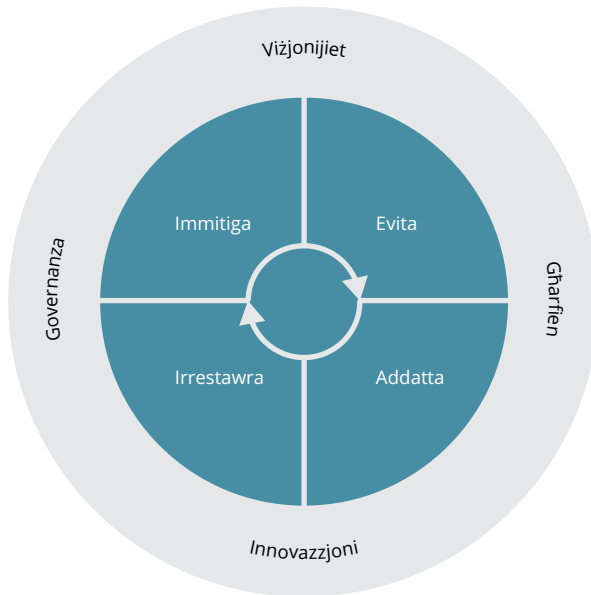 Viżjonijiet
Immitiga
Evita
Governanza
Għarfien
Irrestawra
Addatta
Innovazzjoni